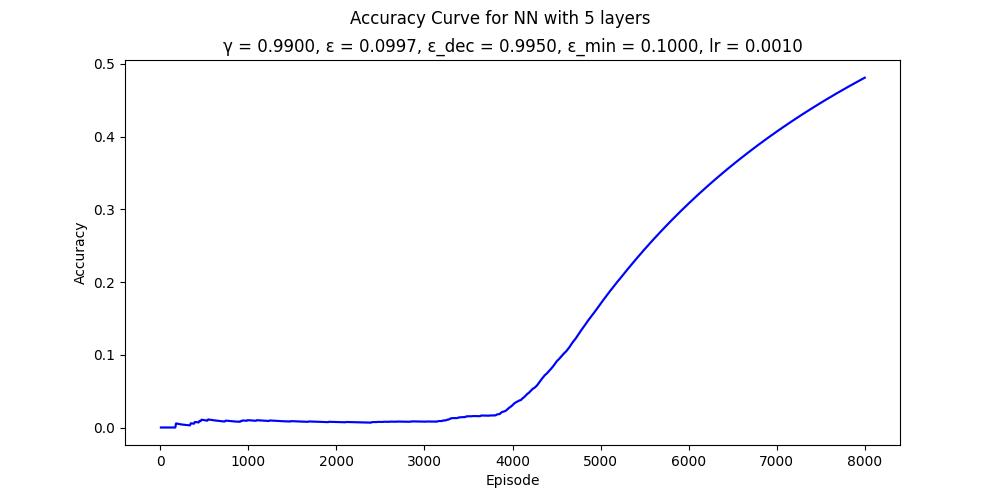 Accuracy Curve for NN with 5 layers
γ = 0.9900, ε = 0.0997, ε_dec = 0.9950, ε_min = 0.1000, lr = 0.0010
0.5
0.4
0.3
0.2
0.1
0.0
Accuracy
0 1000 2000 3000 4000 5000 6000 7000 8000
Episode